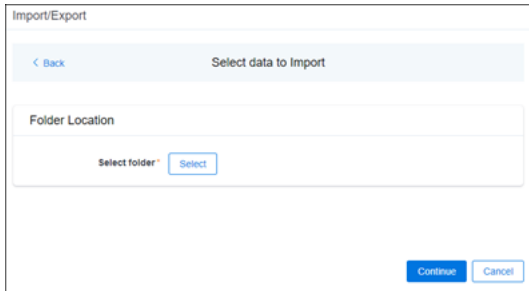 Import/Export
< Back
Select data to Import
Folder Location
Select folder*
Select
Continue
Cancel